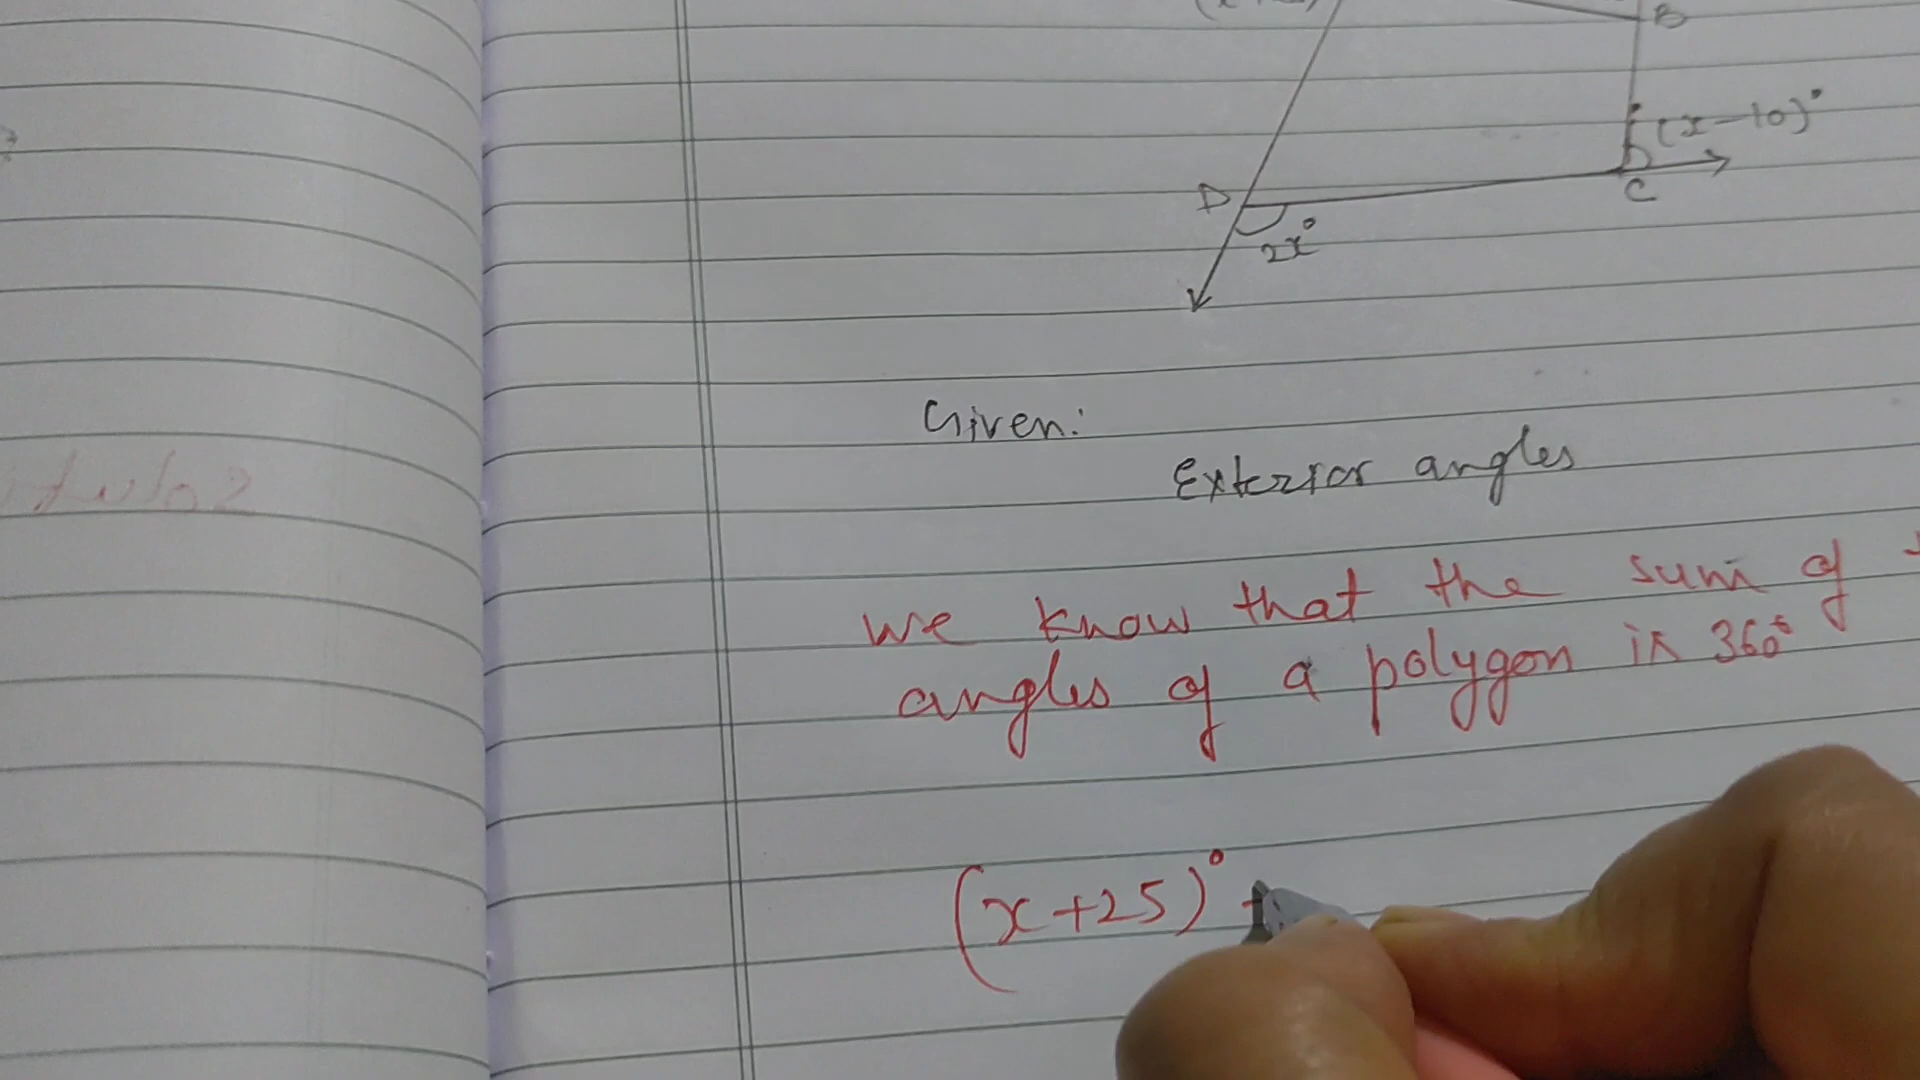 B
(x-10)°
C
D
2x°
Given:
Exterior angles
we know that the sum of
angles of a polygon is 360°
(x+25)° +